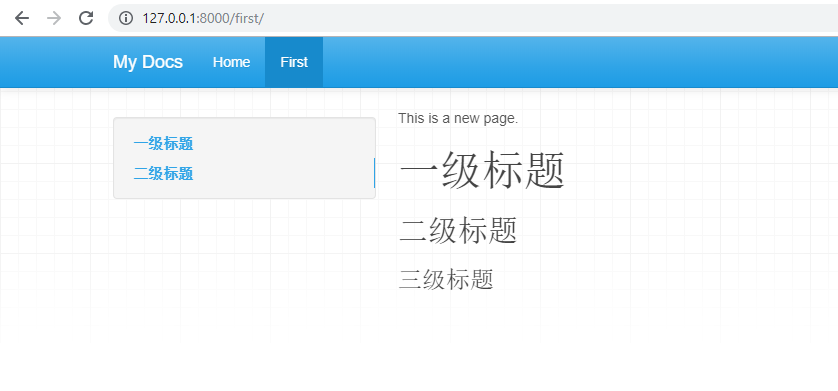 127.0.0.1:8000/first/
My Docs Home First
一级标题
二级标题
This is a new page.
一级标题
二级标题
三级标题